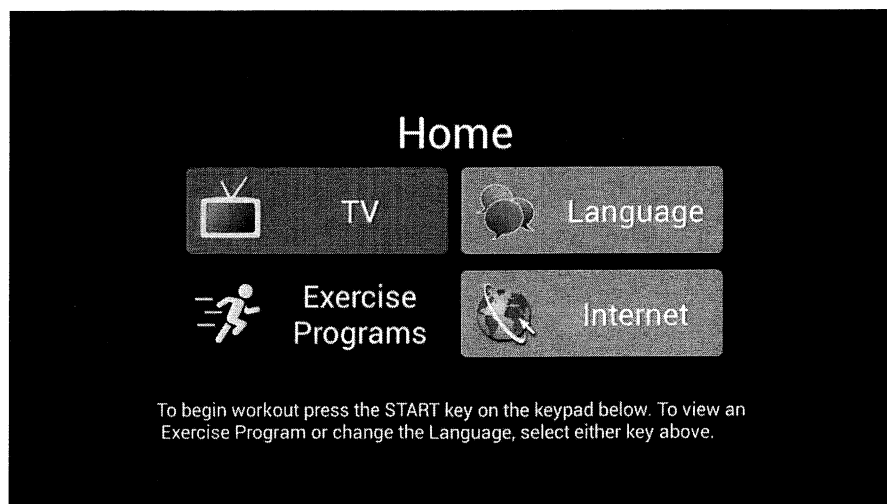 Home
TV
Language
Exercise
Programs
Internet
To begin workout press the START key on the keypad below. To view an
Exercise Program or change the Language, select either key above.